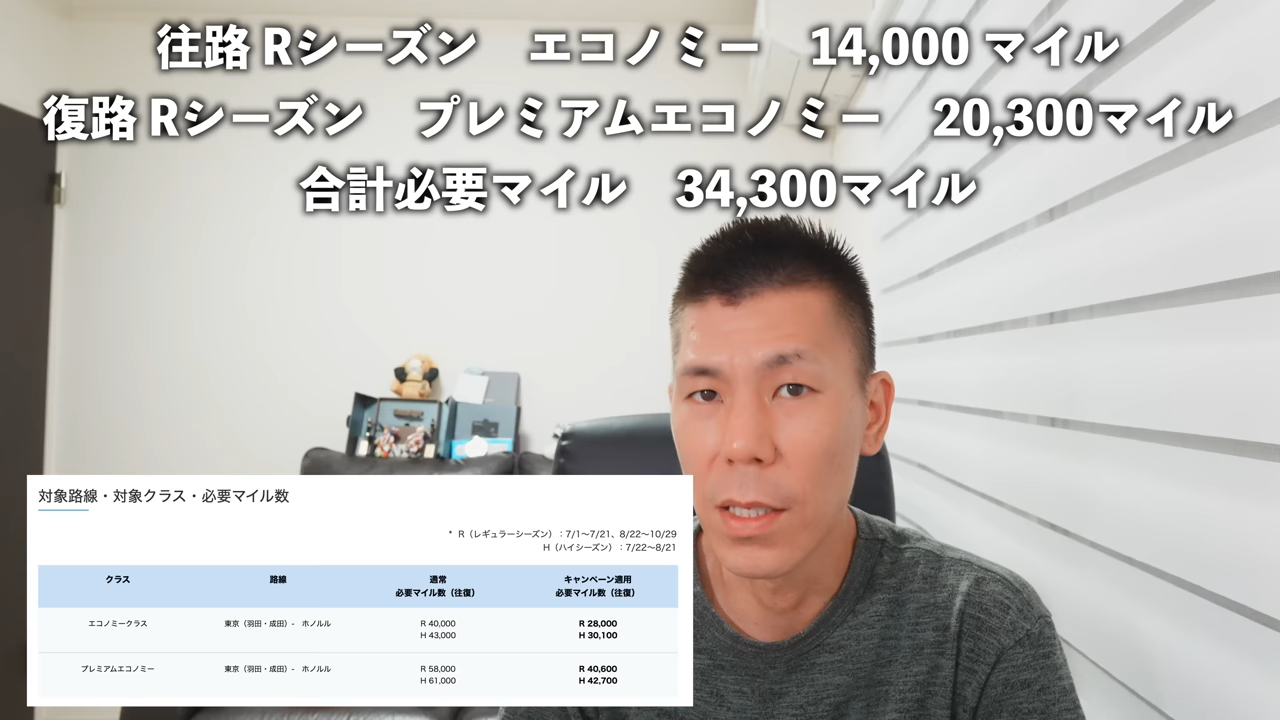 往路 Rシーズン　エコノミー　14,000 マイル
復路 Rシーズン　プレミアムエコノミー　20,300マイル
合計必要マイル　34,300マイル
対象路線・対象クラス・必要マイル数
* R（レギュラーシーズン）：7/1〜7/21、8/22〜10/29
H（ハイシーズン）：7/22〜8/21
クラス　路線　通常　キャンペーン適用
必要マイル数（往復）　必要マイル数（往復）
エコノミークラス　東京（羽田・成田）- ホノルル　R 40,000　R 28,000
H 43,000　H 30,100
プレミアムエコノミー　東京（羽田・成田）- ホノルル　R 58,000　R 40,600
H 61,000　H 42,700